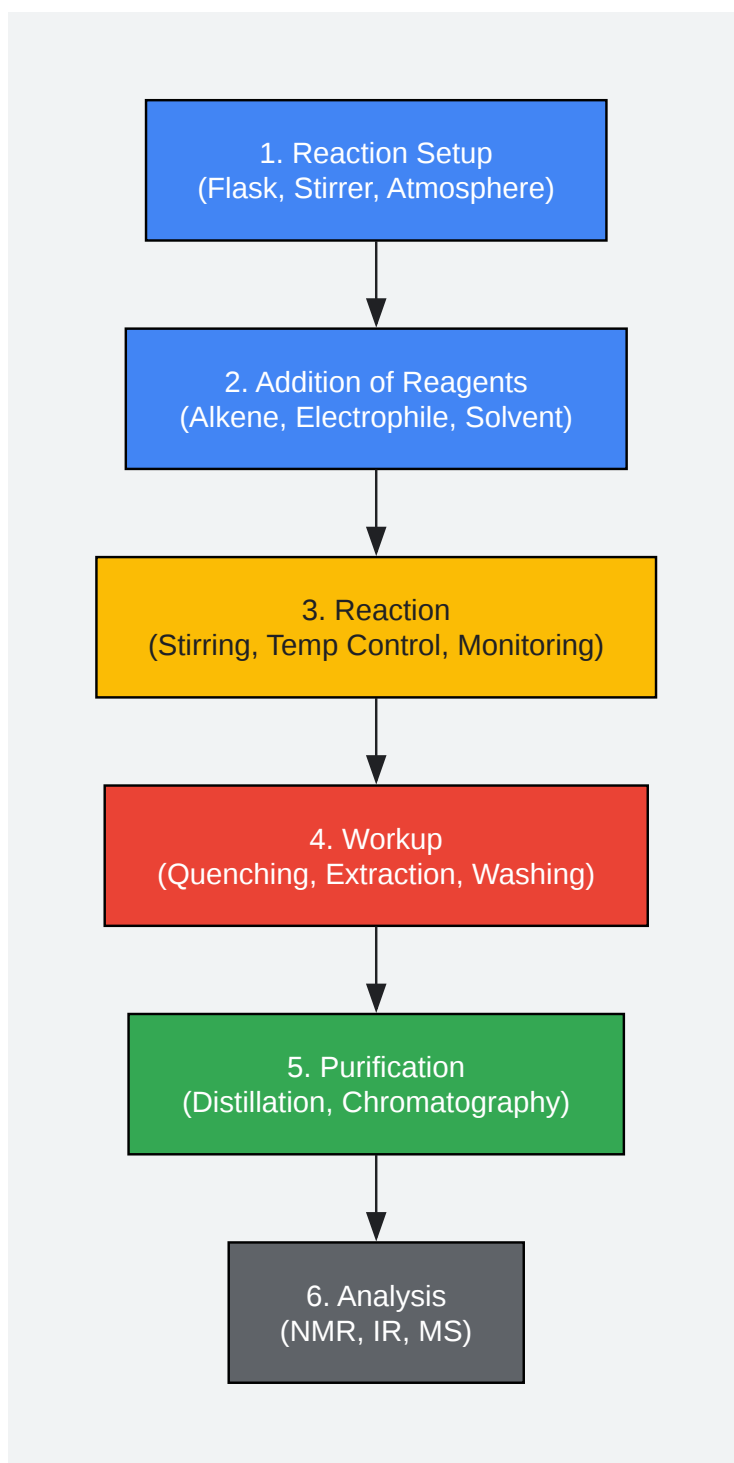 1. Reaction Setup
(Flask, Stirrer, Atmosphere)
2. Addition of Reagents
(Alkene, Electrophile, Solvent)
3. Reaction
(Stirring, Temp Control, Monitoring)
4. Workup
(Quenching, Extraction, Washing)
5. Purification
(Distillation, Chromatography)
6. Analysis
(NMR, IR, MS)